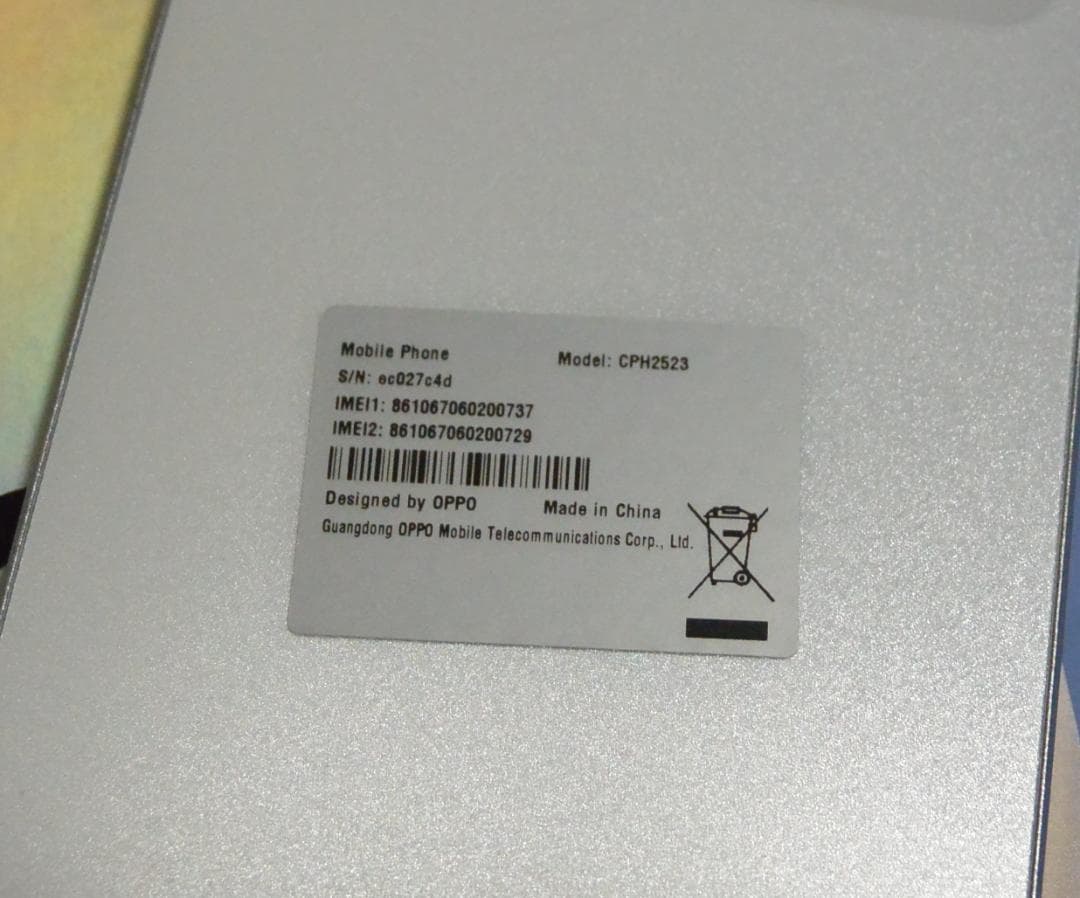 Mobile Phone Model: CPH2523
S/N: ec027c4d
IMEI1: 861067060200737
IMEI2: 861067060200729
Designed by OPPO Made in China
Guangdong OPPO Mobile Telecommunications Corp., Ltd.